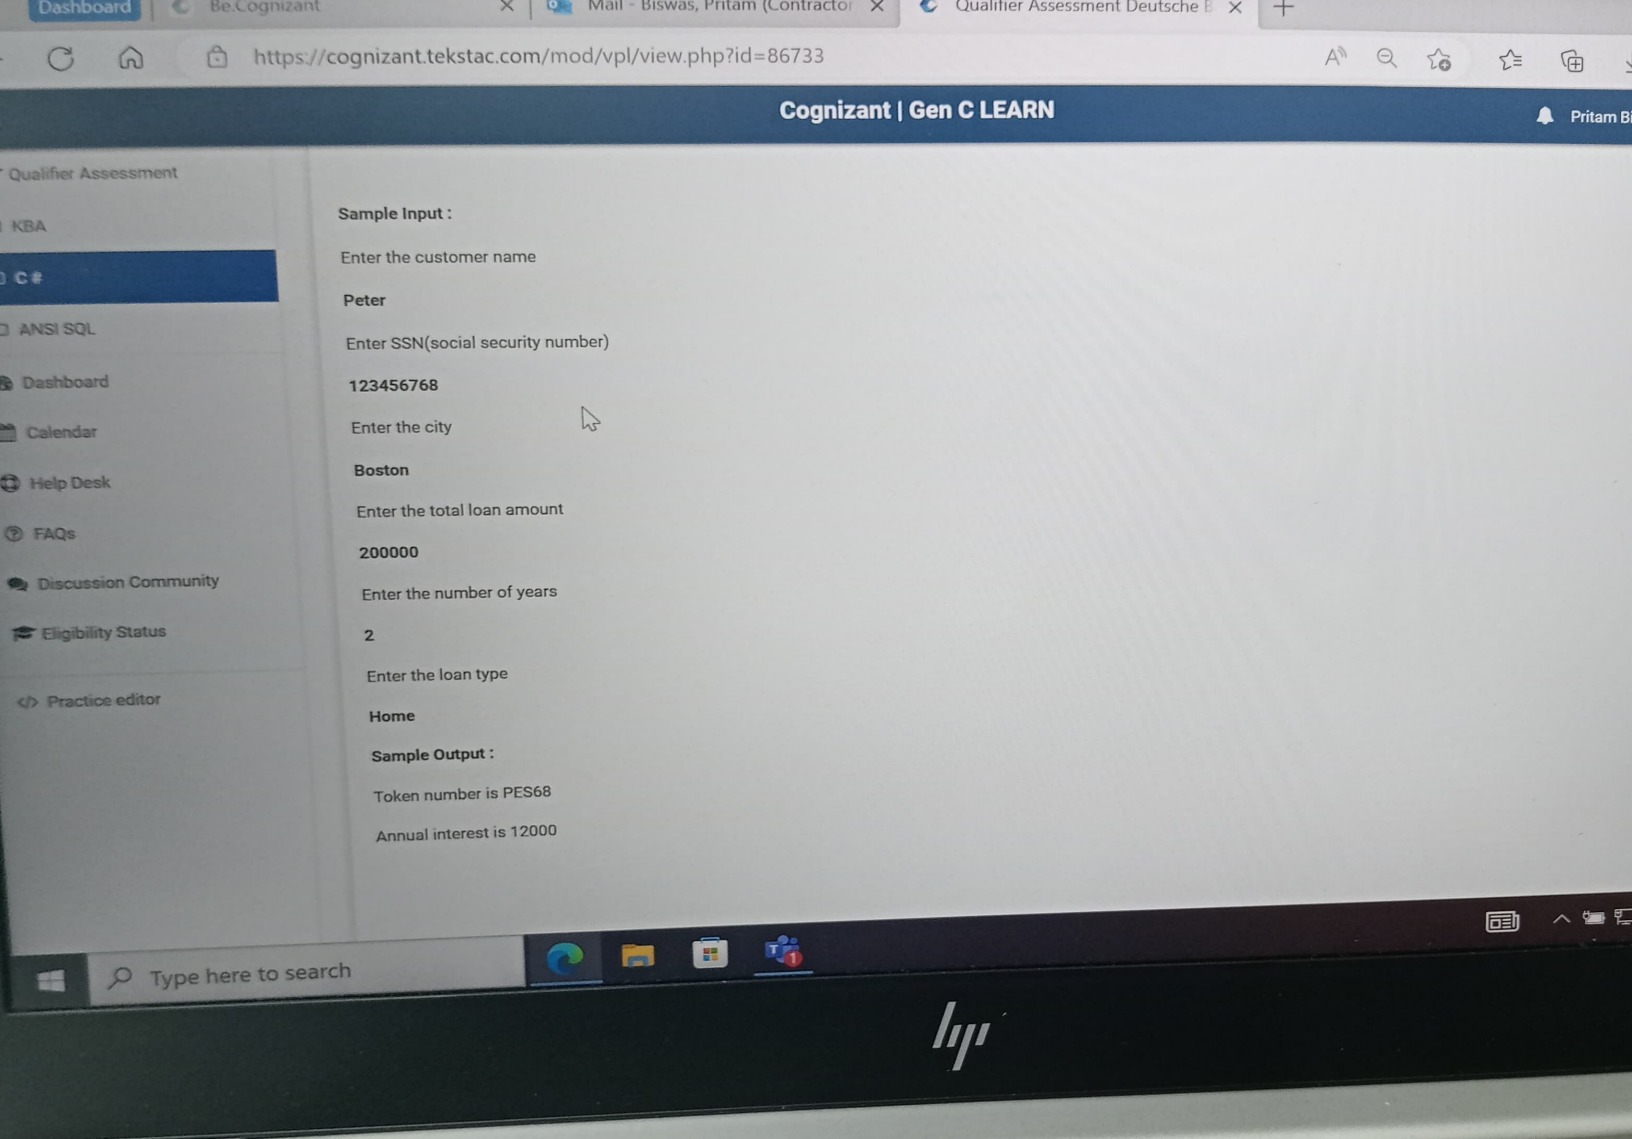 Dashboard
Be.Cognizant
Mail - Biswas, Pritam (Contractor
Qualifier Assessment Deutsche B
https://cognizant.tekstac.com/mod/vpl/view.php?id=86733
Cognizant | Gen C LEARN
Pritam Bi
Qualifier Assessment
KBA
C#
ANSI SQL
Dashboard
Calendar
Help Desk
FAQs
Discussion Community
Eligibility Status
</> Practice editor
Sample Input :
Enter the customer name
Peter
Enter SSN(social security number)
123456768
Enter the city
Boston
Enter the total loan amount
200000
Enter the number of years
2
Enter the loan type
Home
Sample Output :
Token number is PES68
Annual interest is 12000
Type here to search
1
hp